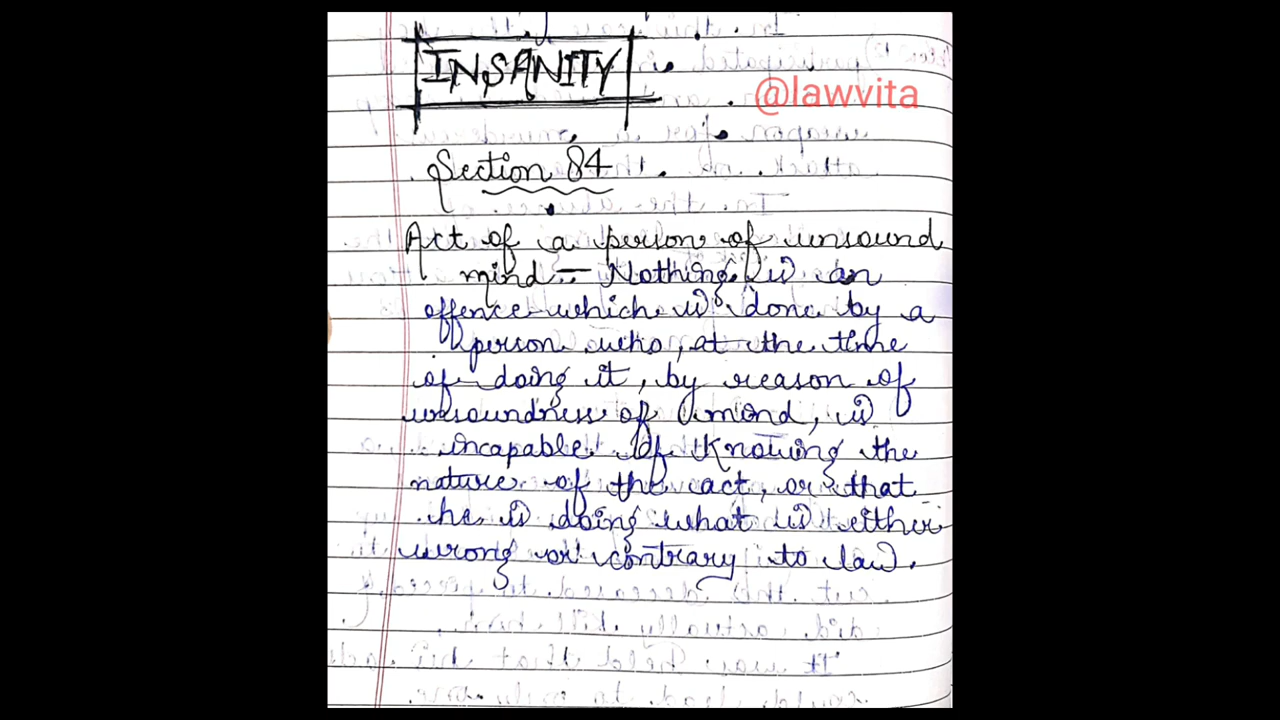 INSANITY
@lawvita
Section 84
Act of a person of unsound
mind - Nothing is an
offence which is done by a
person who, at the time
of doing it, by reason of
unsoundness of mind, is
incapable of knowing the
nature of the act, or that
he is doing what is either
wrong or contrary to law.